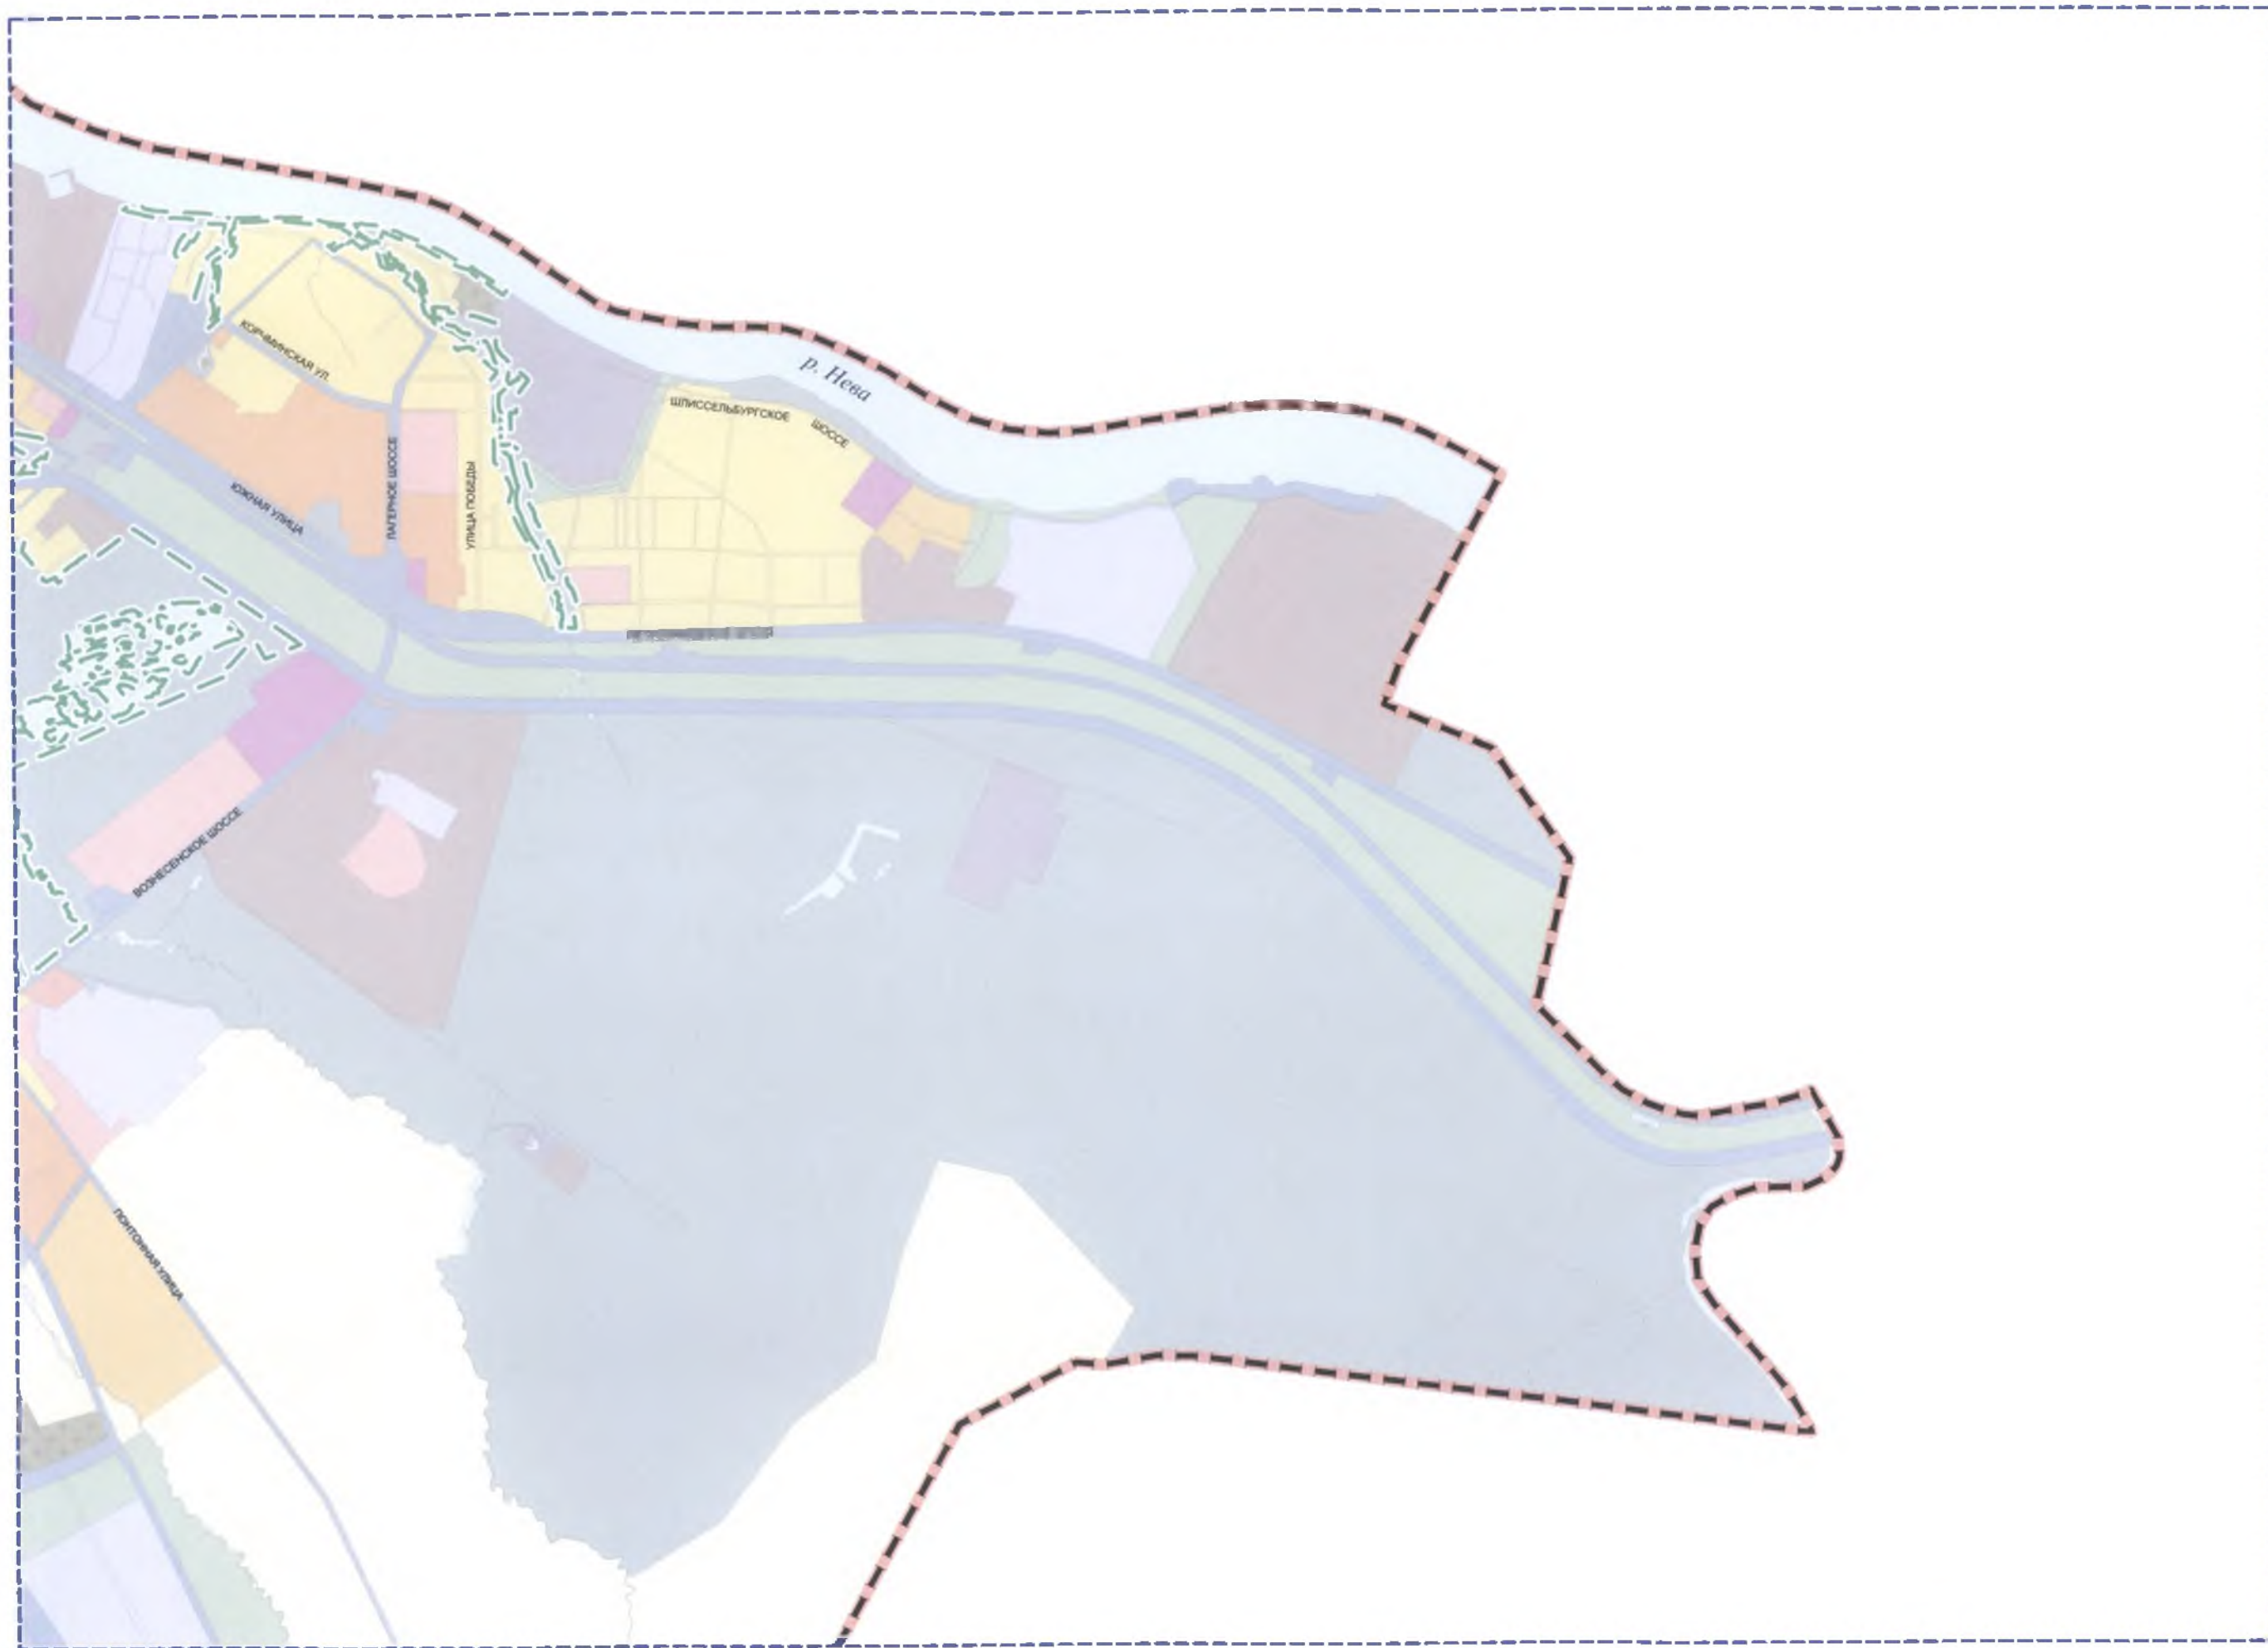 р. Нева
КОРЧМИНСКАЯ УЛ.
ШЛИССЕЛЬБУРГСКОЕ ШОССЕ
ЛАГЕРНОЕ ШОССЕ
УЛИЦА ПОБЕДЫ
ЮЖНАЯ УЛИЦА
ВОЗНЕСЕНСКОЕ ШОССЕ
ПОНТОННАЯ УЛИЦА